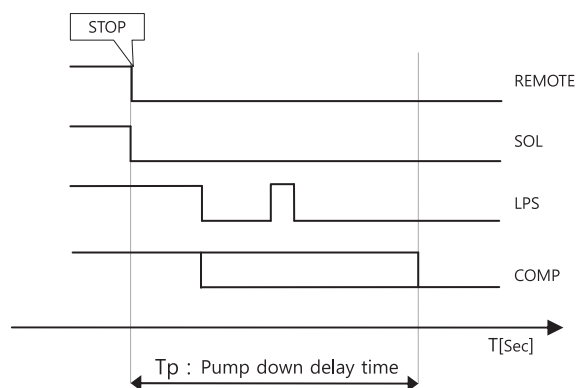 STOP
REMOTE
SOL
LPS
COMP
T[Sec]
Tp : Pump down delay time